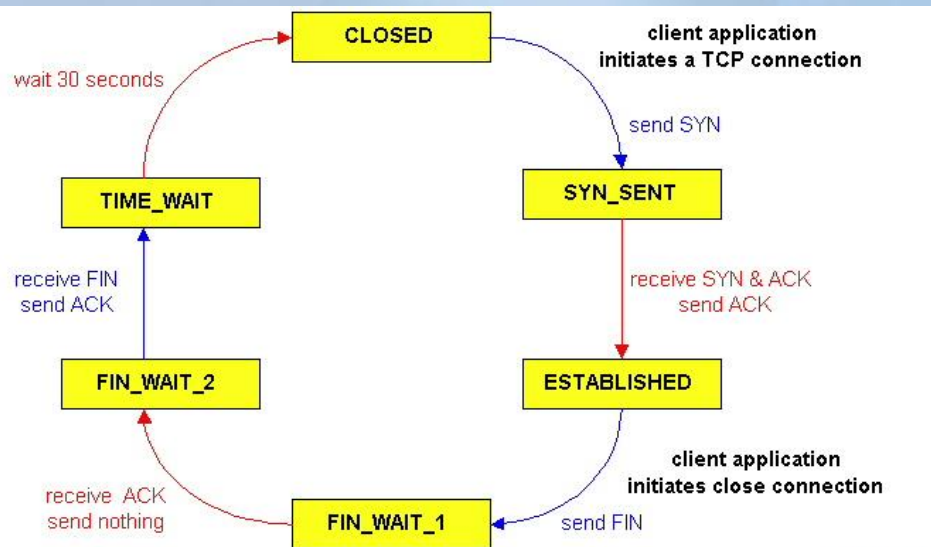 CLOSED
client application
initiates a TCP connection
wait 30 seconds
send SYN
TIME_WAIT
SYN_SENT
receive FIN
send ACK
receive SYN & ACK
send ACK
FIN_WAIT_2
ESTABLISHED
client application
initiates close connection
receive ACK
send nothing
FIN_WAIT_1
send FIN